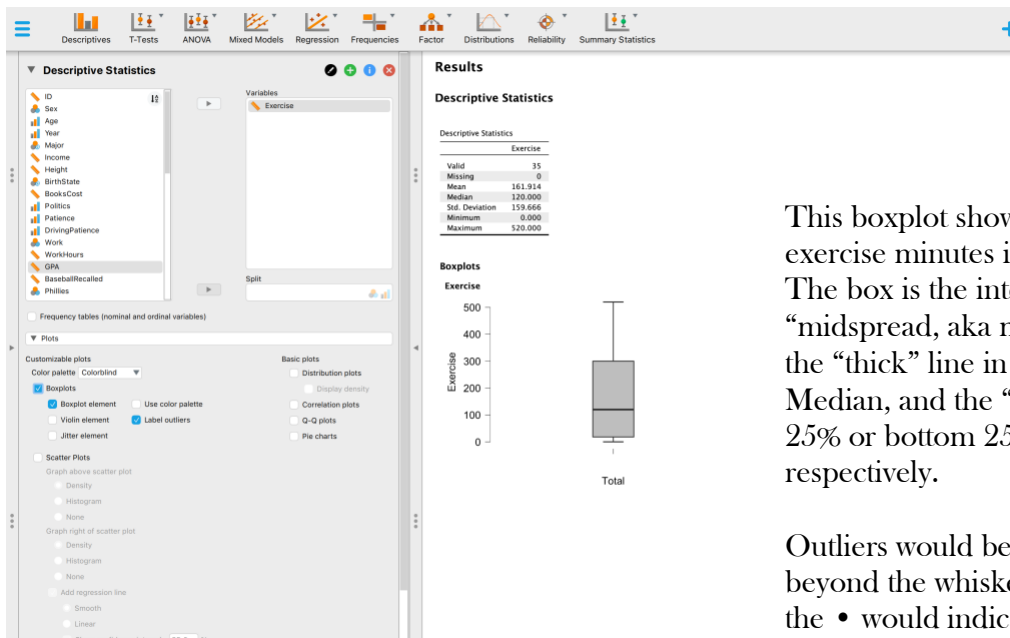 Descriptives T-Tests ANOVA Mixed Models Regression Frequencies Factor Distributions Reliability Summary Statistics
Descriptive Statistics
ID
Sex
Age
Year
Major
Income
Height
BirthState
BooksCost
Politics
Patience
DrivingPatience
Work
WorkHours
GPA
BaseballRecalled
Phillies
Variables
Exercise
Split
Frequency tables (nominal and ordinal variables)
Plots
Customizable plots
Color palette Colorblind
Boxplots
Boxplot element Use color palette
Violin element Label outliers
Jitter element
Scatter Plots
Graph above scatter plot
Density
Histogram
None
Graph right of scatter plot
Density
Histogram
None
Add regression line
Smooth
Linear
Basic plots
Distribution plots
Display density
Correlation plots
Q-Q plots
Pie charts
Results
Descriptive Statistics
Descriptive Statistics
Exercise
Valid 35
Missing 0
Mean 161.914
Median 120.000
Std. Deviation 159.666
Minimum 0.000
Maximum 520.000
Boxplots
Exercise
500
400
300
200
100
0
Exercise
Total
This boxplot show
exercise minutes i
The box is the int
“midspread, aka
the “thick” line in
Median, and the “
25% or bottom 25
respectively.
Outliers would be
beyond the whisk
the • would indic